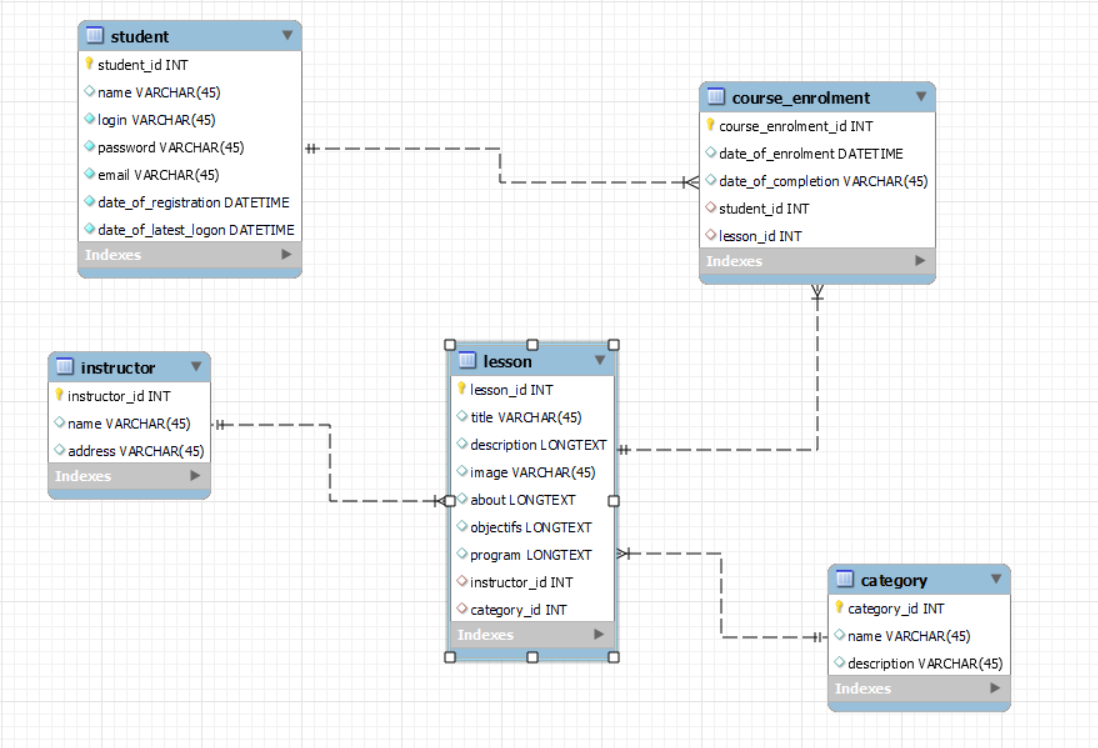 student
student_id INT
name VARCHAR(45)
login VARCHAR(45)
password VARCHAR(45)
email VARCHAR(45)
date_of_registration DATETIME
date_of_latest_logon DATETIME
Indexes
course_enrolment
course_enrolment_id INT
date_of_enrolment DATETIME
date_of_completion VARCHAR(45)
student_id INT
lesson_id INT
Indexes
instructor
instructor_id INT
name VARCHAR(45)
address VARCHAR(45)
Indexes
lesson
lesson_id INT
title VARCHAR(45)
description LONGTEXT
image VARCHAR(45)
about LONGTEXT
objectifs LONGTEXT
program LONGTEXT
instructor_id INT
category_id INT
Indexes
category
category_id INT
name VARCHAR(45)
description VARCHAR(45)
Indexes